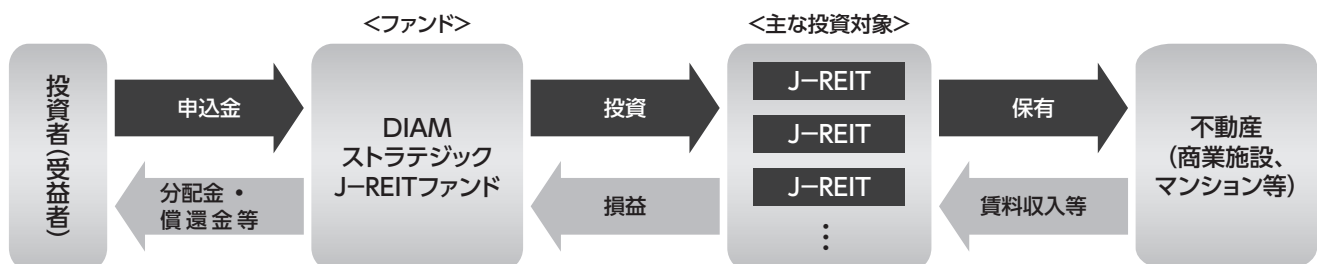 <ファンド>
<主な投資対象>
投資者(受益者)
申込金
分配金・
償還金等
DIAM
ストラテジック
J−REITファンド
投資
損益
J−REIT
J−REIT
J−REIT
⋮
保有
賃料収入等
不動産
(商業施設、
マンション等)